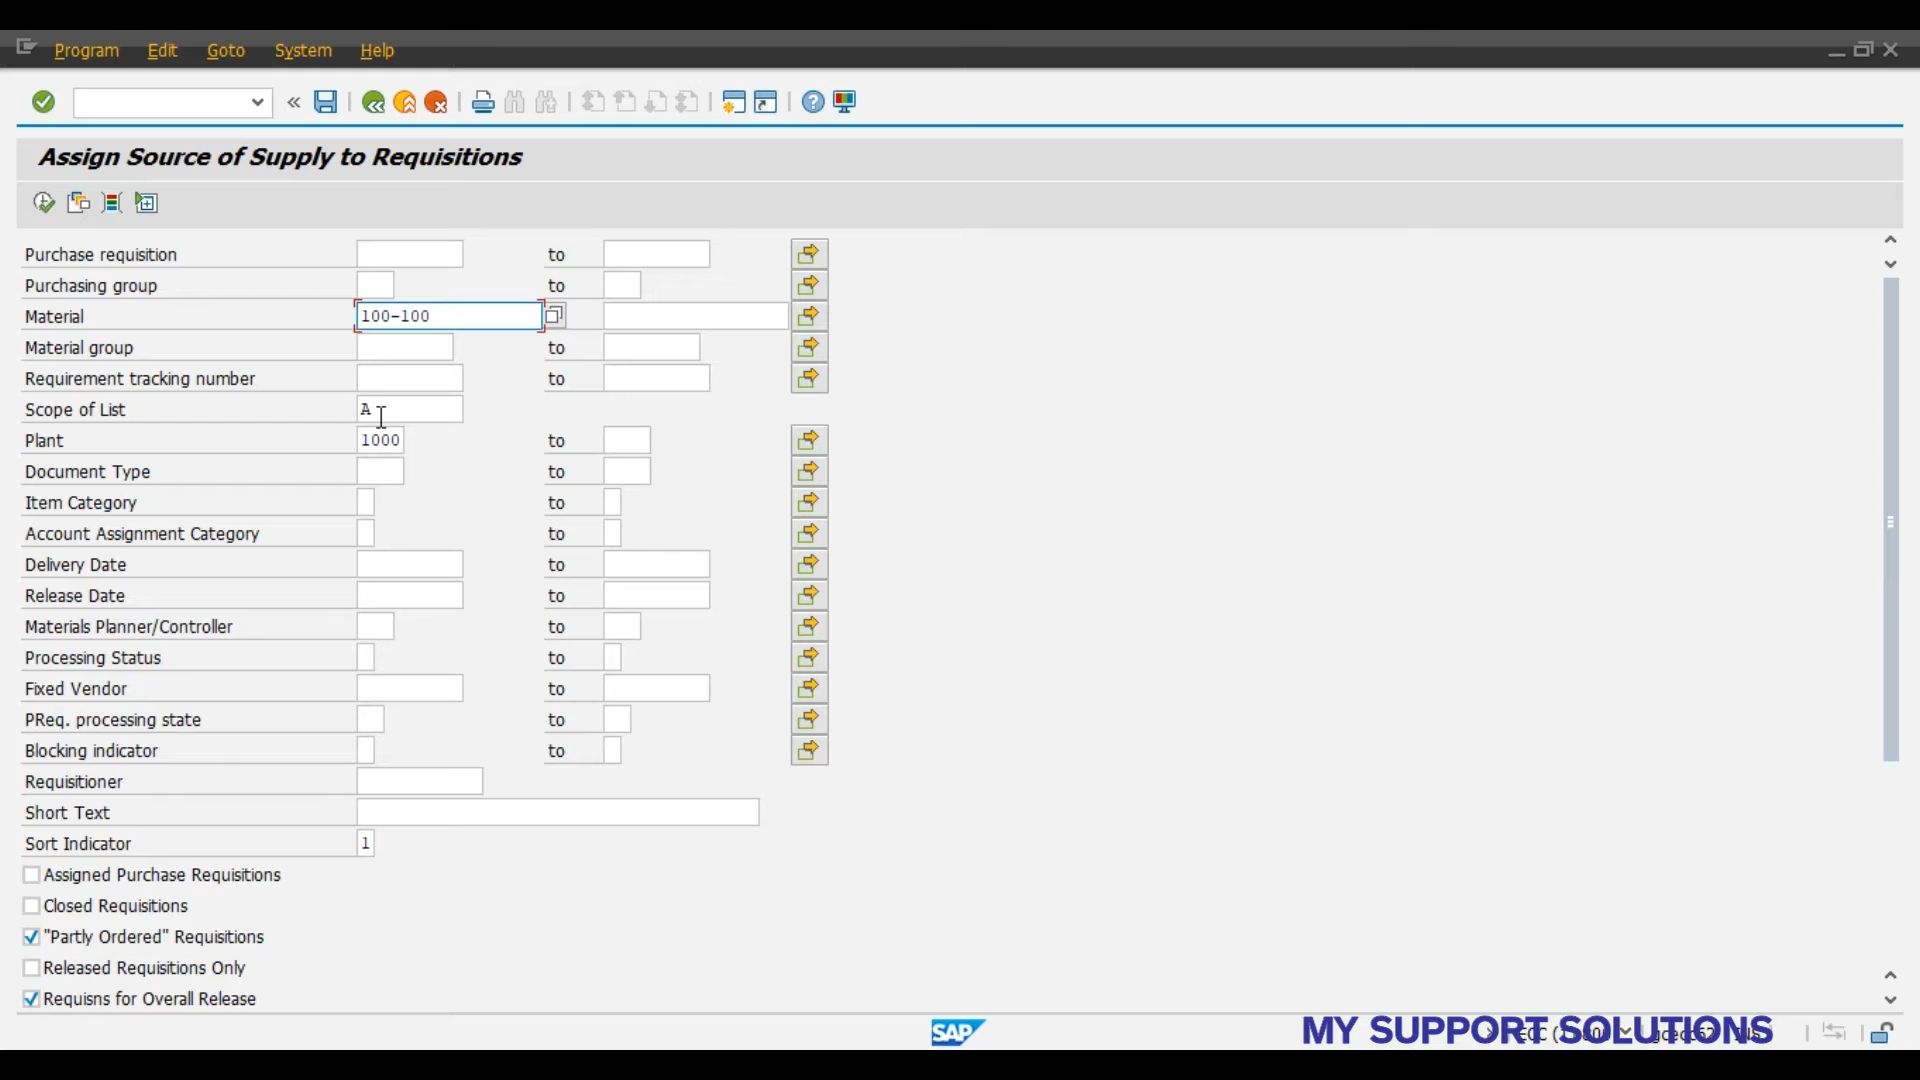 Program Edit Goto System Help
Assign Source of Supply to Requisitions
Purchase requisition to
Purchasing group to
Material 100-100
Material group to
Requirement tracking number to
Scope of List A
Plant 1000 to
Document Type to
Item Category to
Account Assignment Category to
Delivery Date to
Release Date to
Materials Planner/Controller to
Processing Status to
Fixed Vendor to
PReq. processing state to
Blocking indicator to
Requisitioner
Short Text
Sort Indicator 1
Assigned Purchase Requisitions
Closed Requisitions
"Partly Ordered" Requisitions
Released Requisitions Only
Requisns for Overall Release
SAP MY SUPPORT SOLUTIONS